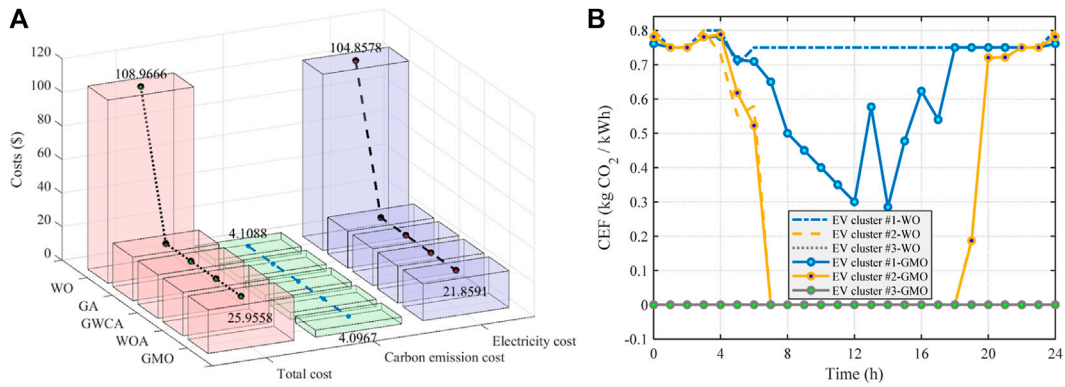 A
120
100
80
60
40
20
0
Costs ($)
108.9666
104.8578
4.1088
25.9558
4.0967
21.8591
WO
GA
GWCA
WOA
GMO
Total cost
Carbon emission cost
Electricity cost
B
0.8
0.7
0.6
0.5
0.4
0.3
0.2
0.1
0
-0.1
CEF (kg CO2 / kWh)
EV cluster #1-WO
EV cluster #2-WO
EV cluster #3-WO
EV cluster #1-GMO
EV cluster #2-GMO
EV cluster #3-GMO
0 4 8 12 16 20 24
Time (h)